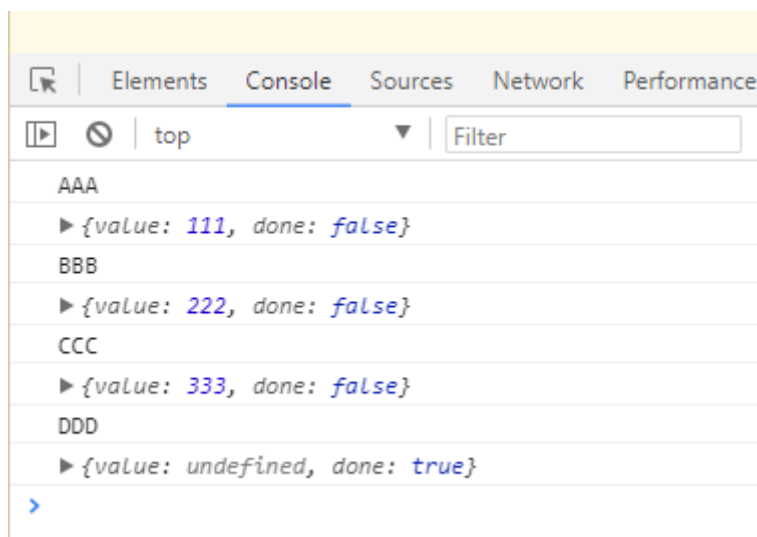 Elements Console Sources Network Performance
top Filter
AAA
{value: 111, done: false}
BBB
{value: 222, done: false}
CCC
{value: 333, done: false}
DDD
{value: undefined, done: true}